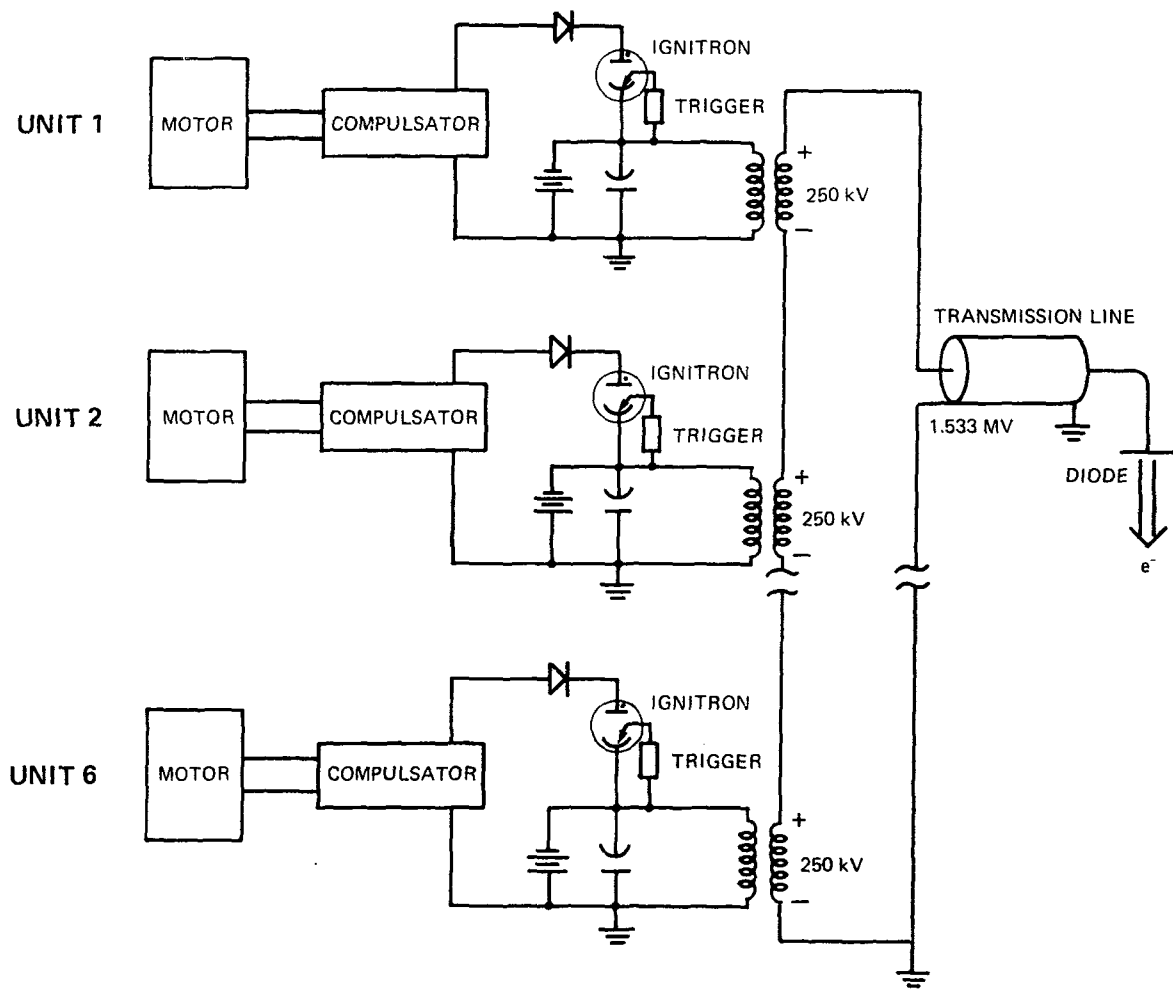 UNIT 1
MOTOR
COMPULSATOR
IGNITRON
TRIGGER
+
250 kV
−
UNIT 2
MOTOR
COMPULSATOR
IGNITRON
TRIGGER
+
250 kV
−
TRANSMISSION LINE
1.533 MV
DIODE
e⁻
UNIT 6
MOTOR
COMPULSATOR
IGNITRON
TRIGGER
+
250 kV
−